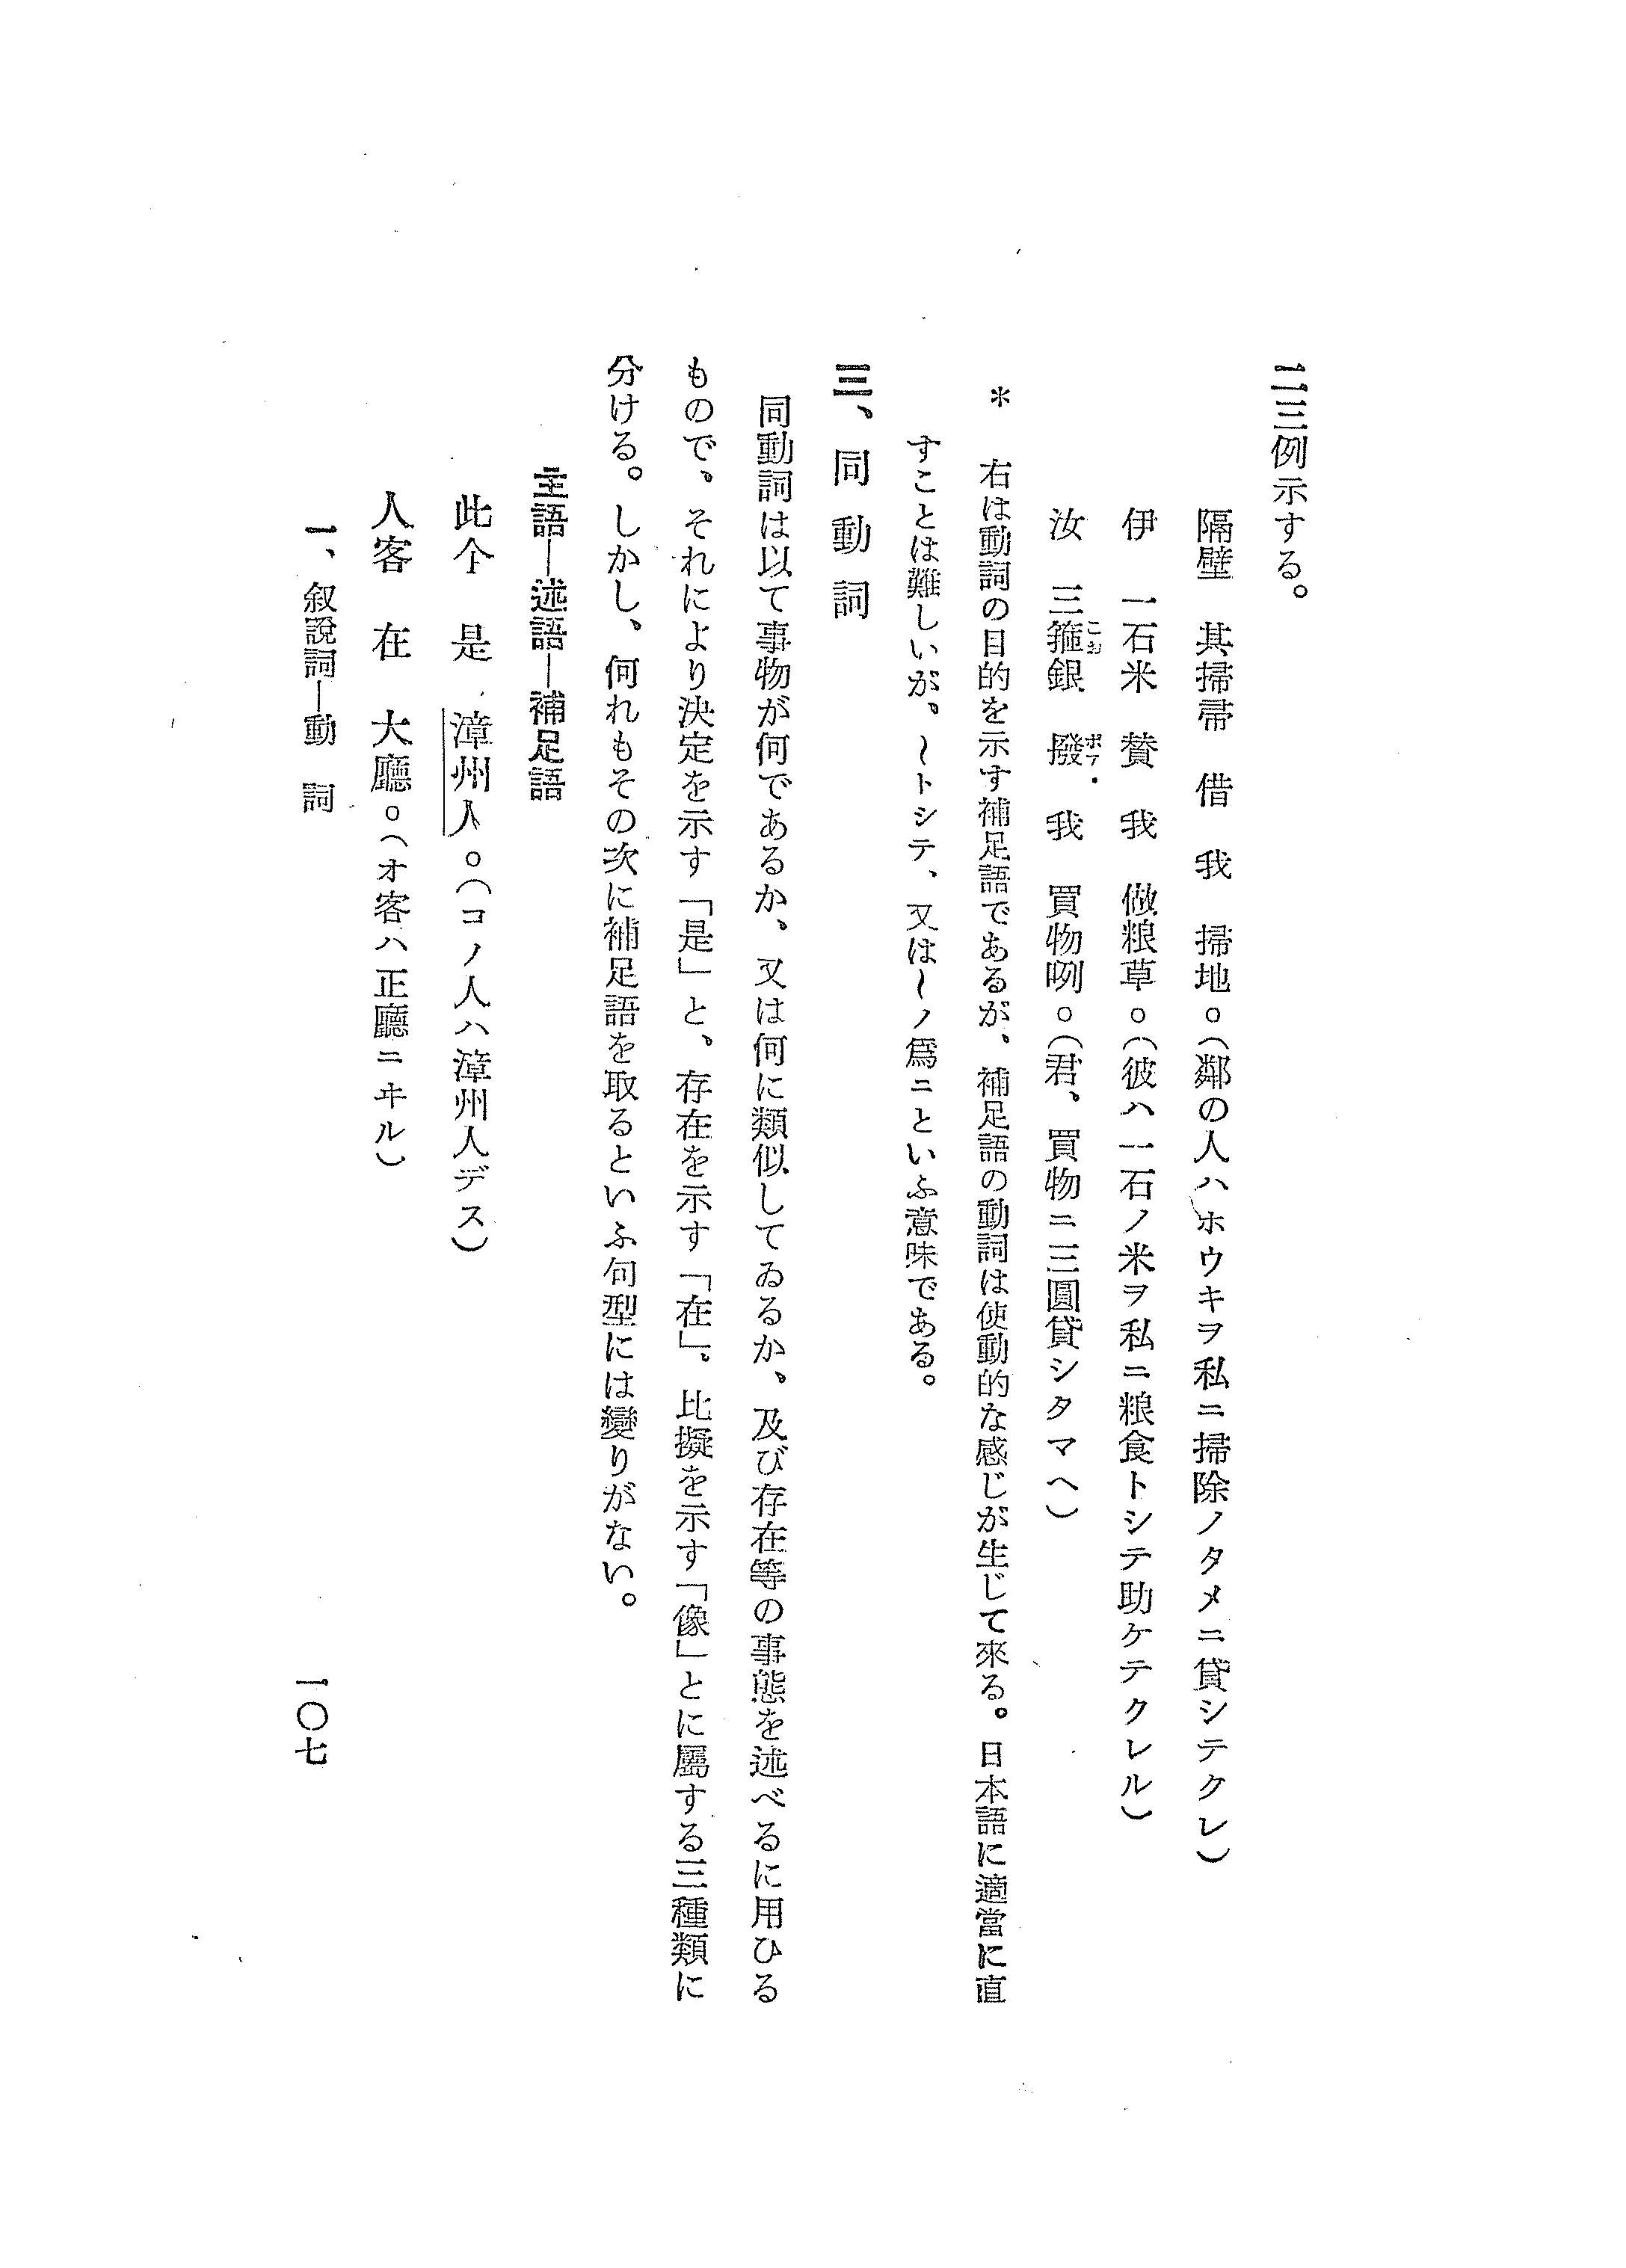 二三例示する。
隔壁　其掃帚　借　我　掃地。(鄰の人ハホウキヲ私ニ掃除ノタメニ貸シテクレ)
伊　一石米　賛　我　做粮草。(彼ハ一石ノ米ヲ私ニ粮食トシテ助ケテクレル)
汝　三箍銀　撥　我　買物咧。(君、買物ニ三圓貸シタマヘ)
＊　右は動詞の目的を示す補足語であるが、補足語の動詞は使動的な感じが生じて來る。日本語に適當に直
すことは難しいが、〜トシテ、又は〜ノ爲ニといふ意味である。
三、同動詞
同動詞は以て事物が何であるか、又は何に類似してゐるか、及び存在等の事態を述べるに用ひる
もので、それにより決定を示す「是」と、存在を示す「在」、比擬を示す「像」とに屬する三種類に
分ける。しかし、何れもその次に補足語を取るといふ句型には變りがない。
主語—述語—補足語
此个　是　漳州人。(コノ人ハ漳州人デス)
人客　在　大廳。(オ客ハ正廳ニヰル)
一、叙說詞—動　詞
一〇七